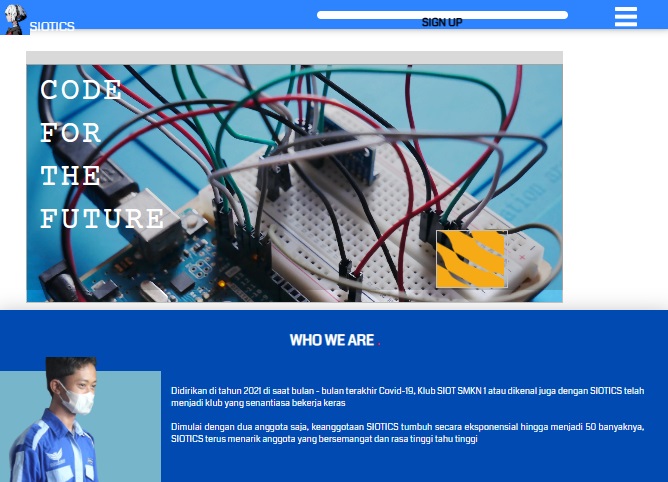 SIOTICS
SIGN UP
CODE
FOR
THE
FUTURE
WHO WE ARE .
Didirikan di tahun 2021 di saat bulan - bulan terakhir Covid-19, Klub SIOT SMKN 1 atau dikenal juga dengan SIOTICS telah
menjadi klub yang senantiasa bekerja keras
Dimulai dengan dua anggota saja, keanggotaan SIOTICS tumbuh secara eksponensial hingga menjadi 50 banyaknya,
SIOTICS terus menarik anggota yang bersemangat dan rasa tinggi tahu tinggi